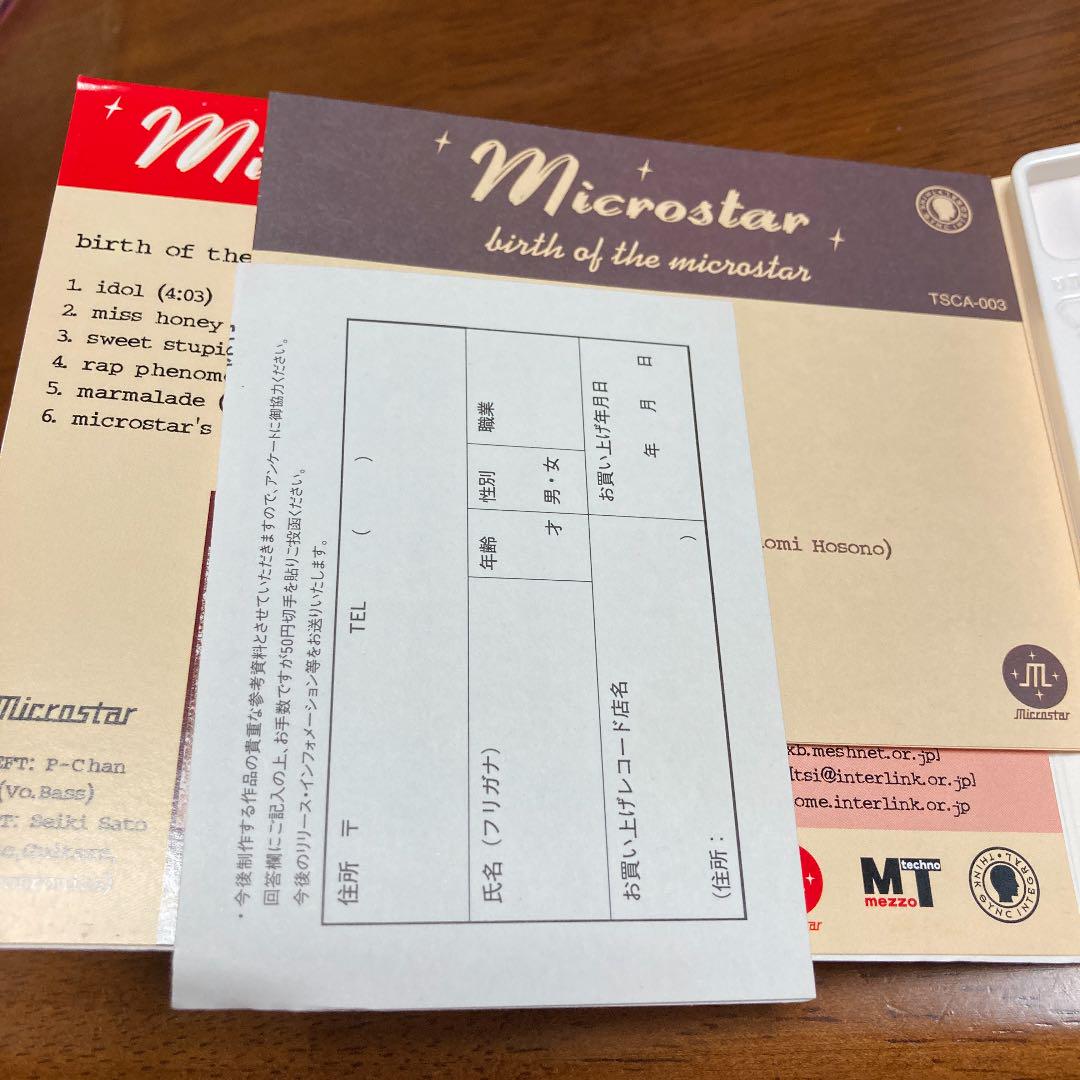 Mi
birth of the
1. idol (4:03)
2. miss honey
3. sweet stupid
4. rap phenom
5. marmalade (
6. microstar's
Microstar
EFT: P-Chan
(Vo.Bass)
T: Seiki Sato
Microstar
birth of the microstar
TSCA-003
・今後制作する作品の貴重な参考資料とさせていただきますので、アンケートに御協力ください。
回答欄にご記入の上、お手数ですが50円切手を貼りご投函ください。
今後のリリース・インフォメーション等をお送りいたします。
住所 〒
TEL ( )
氏名(フリガナ)
年齢
才
性別
男・女
職業
お買い上げレコード店名
(住所: )
お買い上げ年月日
年 月 日
omi Hosono)
Microstar
xb.meshnet.or.jp]
[tsi@interlink.or.jp]
ome.interlink.or.jp
ar
M techno T
mezzo
THINK SYNC INTEGRAL